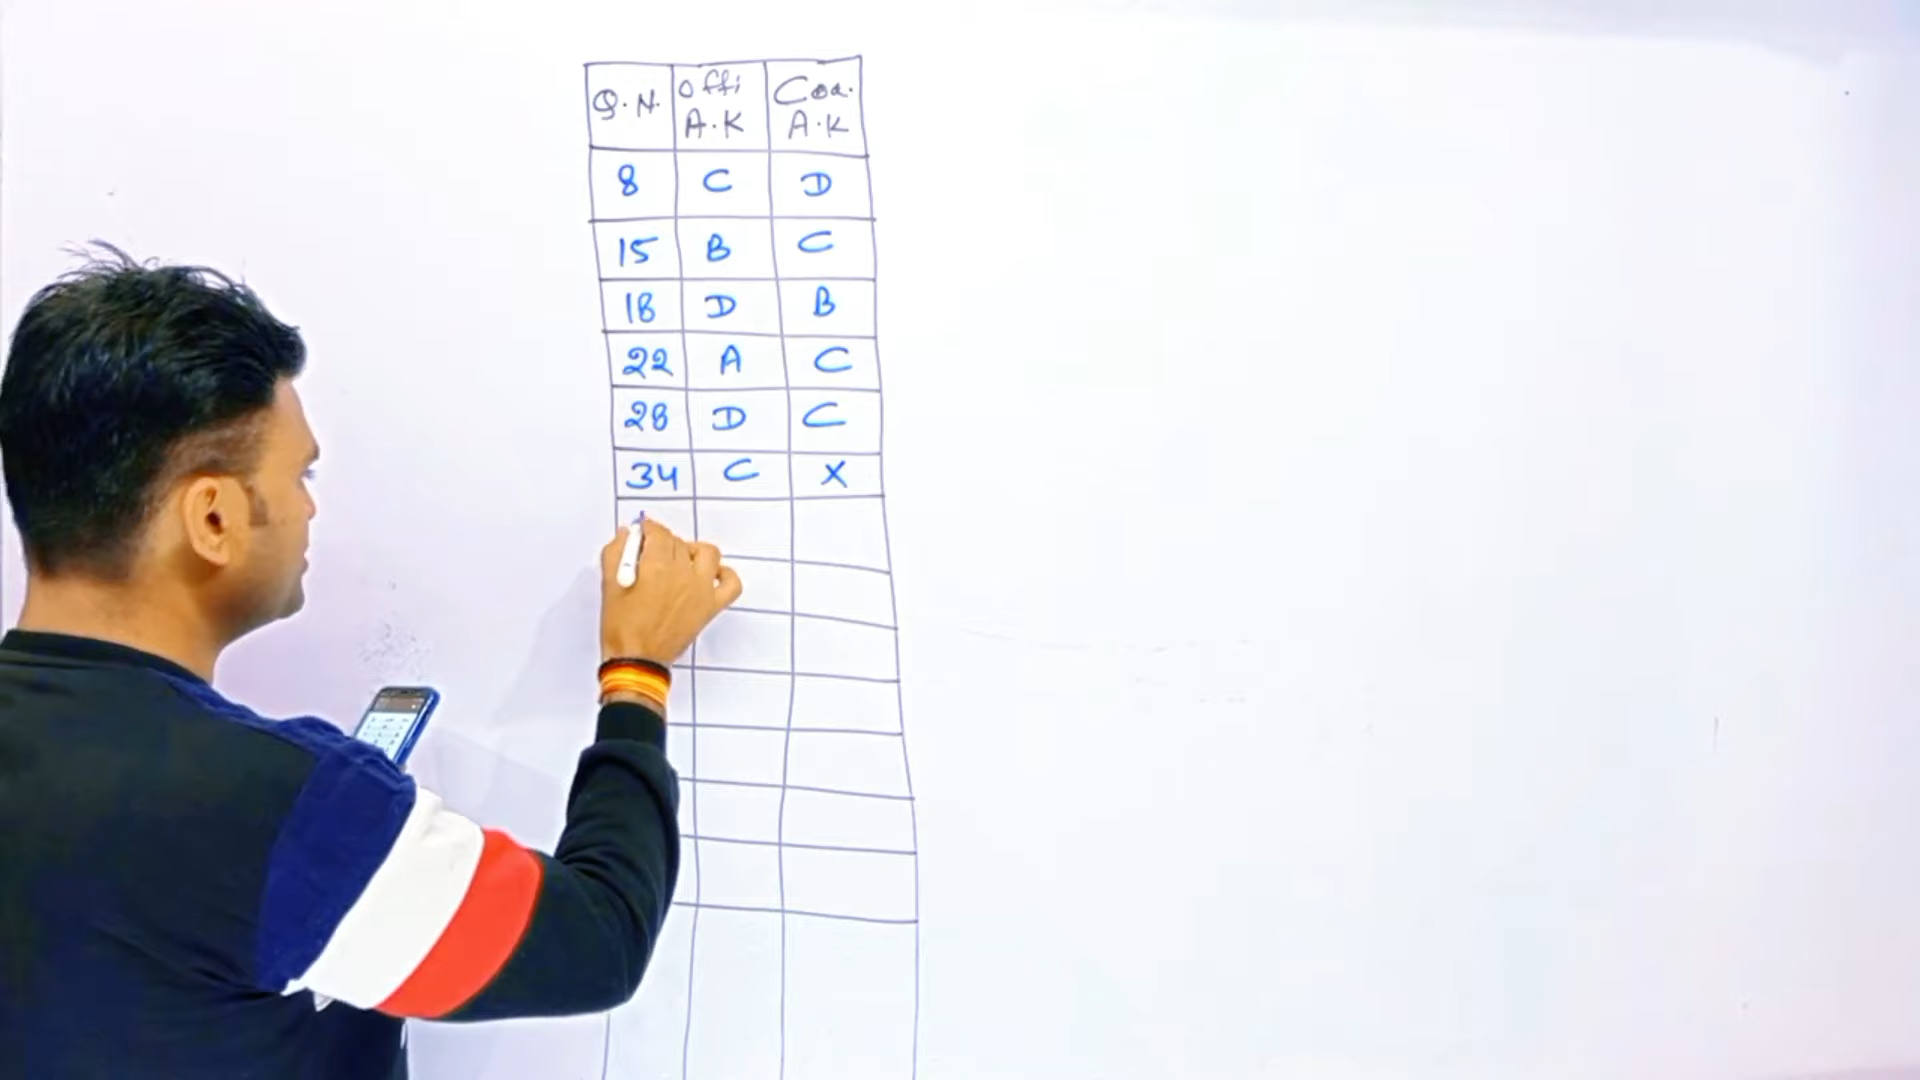 Q.N. Offi A.K Coa. A.K
8 C D
15 B C
18 D B
22 A C
28 D C
34 C X